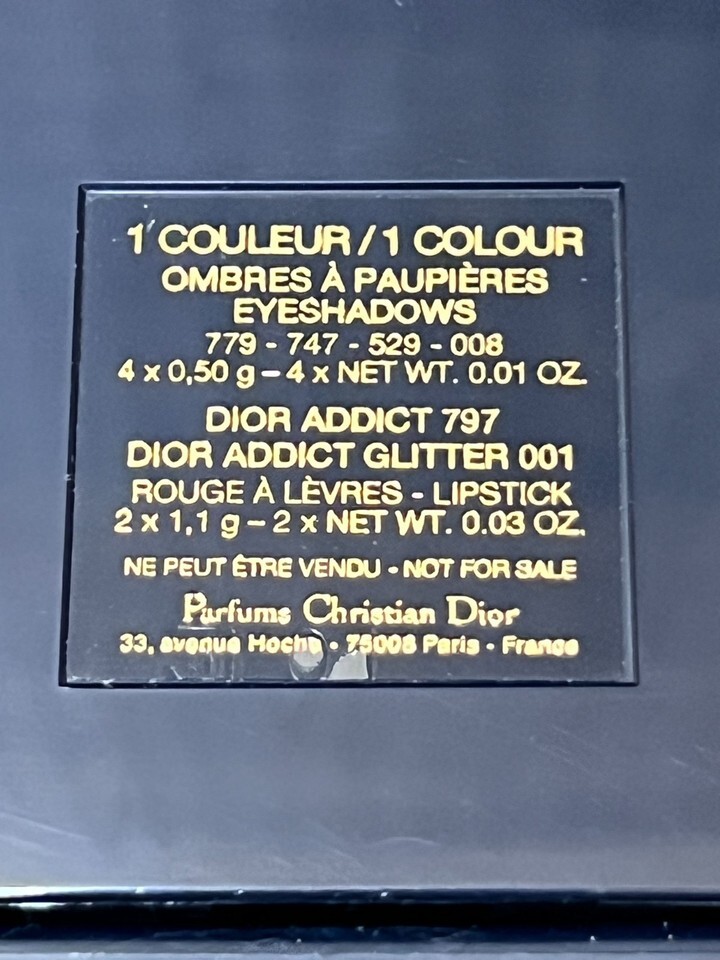 1 COULEUR / 1 COLOUR
OMBRES À PAUPIÈRES
EYESHADOWS
779 - 747 - 529 - 008
4 x 0,50 g – 4 x NET WT. 0.01 OZ.
DIOR ADDICT 797
DIOR ADDICT GLITTER 001
ROUGE À LÈVRES - LIPSTICK
2 x 1,1 g – 2 x NET WT. 0.03 OZ.
NE PEUT ÊTRE VENDU - NOT FOR SALE
Parfums Christian Dior
33, avenue Hoche • 75008 Paris - France